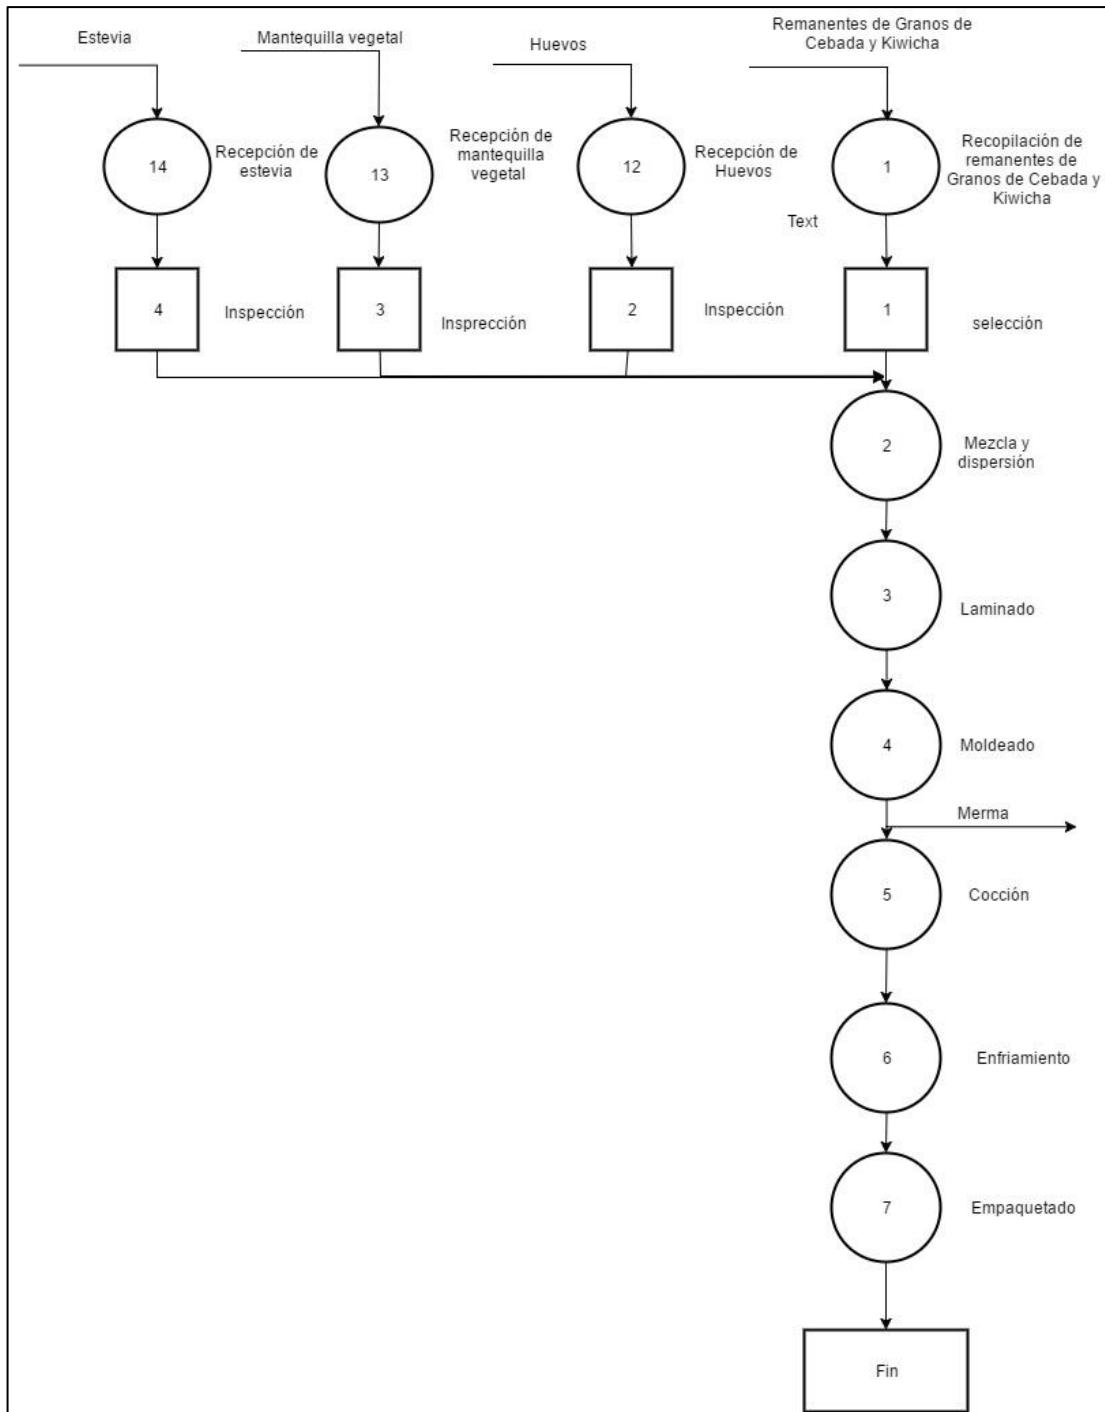 Estevia
Mantequilla vegetal
Huevos
Remanentes de Granos de
Cebada y Kiwicha
14
Recepción de
estevia
13
Recepción de
mantequilla
vegetal
12
Recepción de
Huevos
1
Recopilación de
remanentes de
Granos de Cebada y
Kiwicha
Text
4
Inspección
3
Insprección
2
Inspección
1
selección
2
Mezcla y
dispersión
3
Laminado
4
Moldeado
Merma
5
Cocción
6
Enfriamiento
7
Empaquetado
Fin